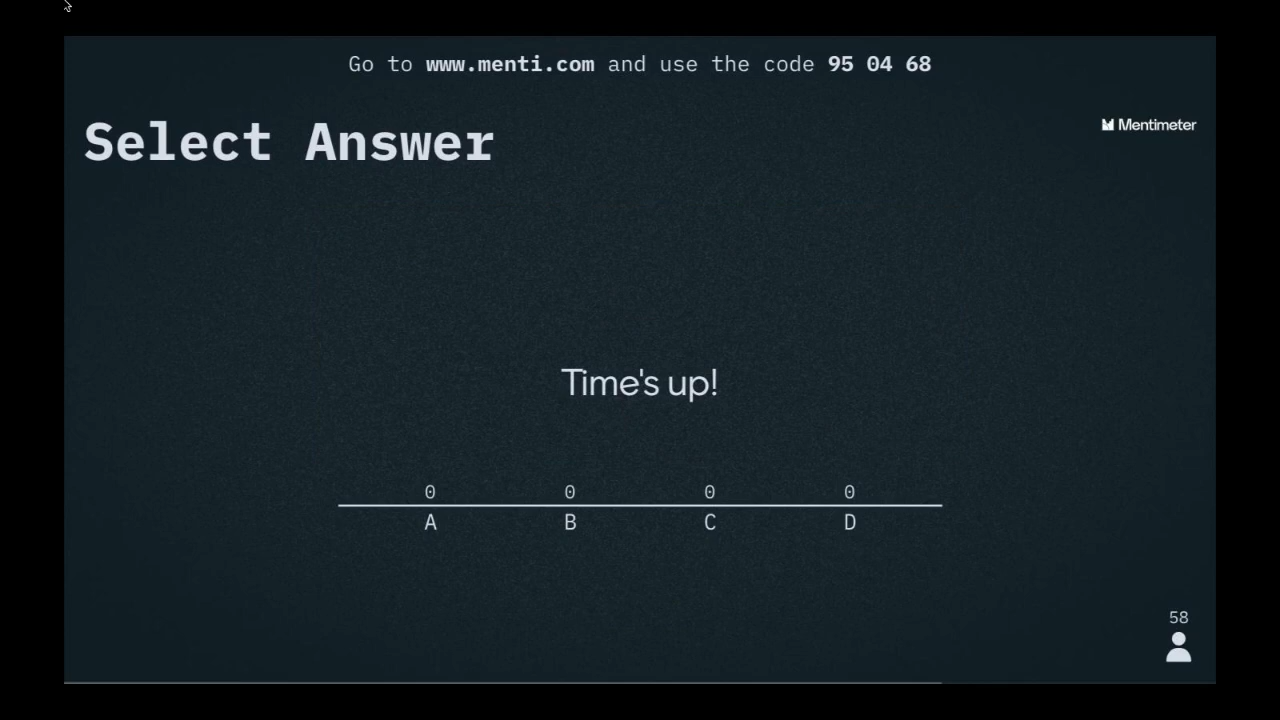 Go to www.menti.com and use the code 95 04 68
Mentimeter
Select Answer
Time's up!
0 0 0 0
A B C D
58